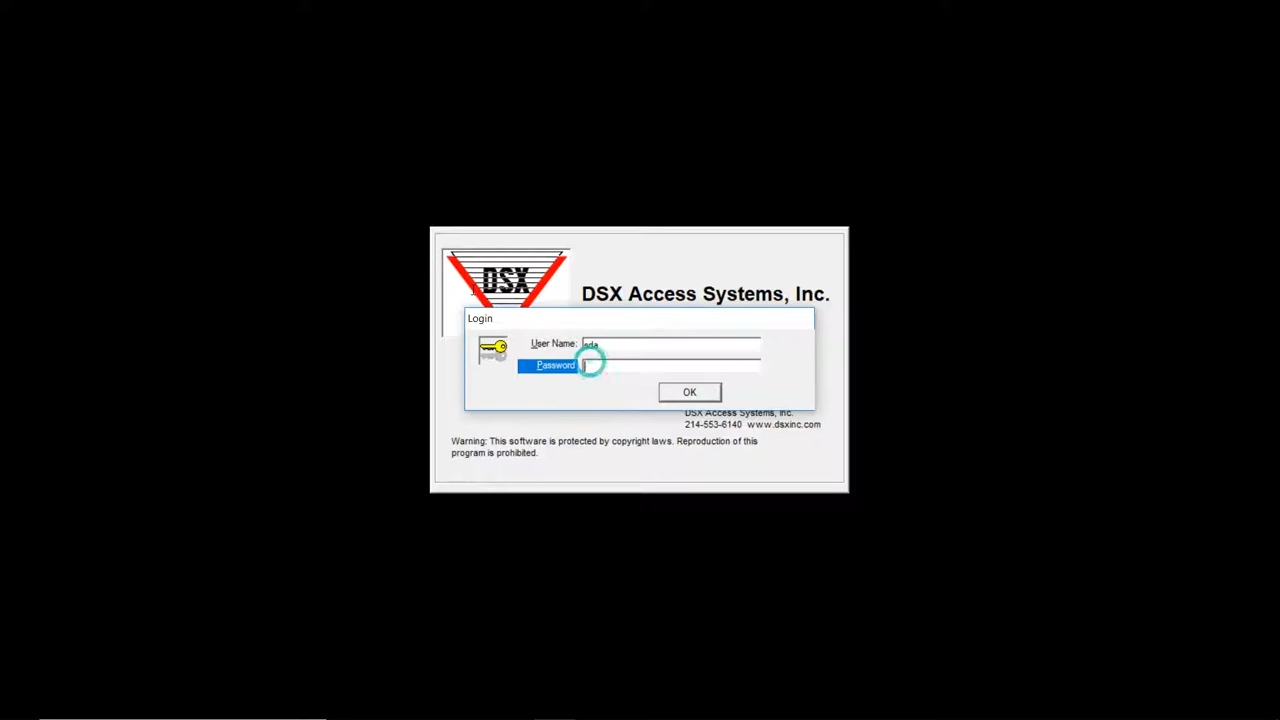 DSX
DSX Access Systems, Inc.
Login
User Name: sda
Password
OK
DSX Access Systems, Inc.
214-553-6140 www.dsxinc.com
Warning: This software is protected by copyright laws. Reproduction of this
program is prohibited.